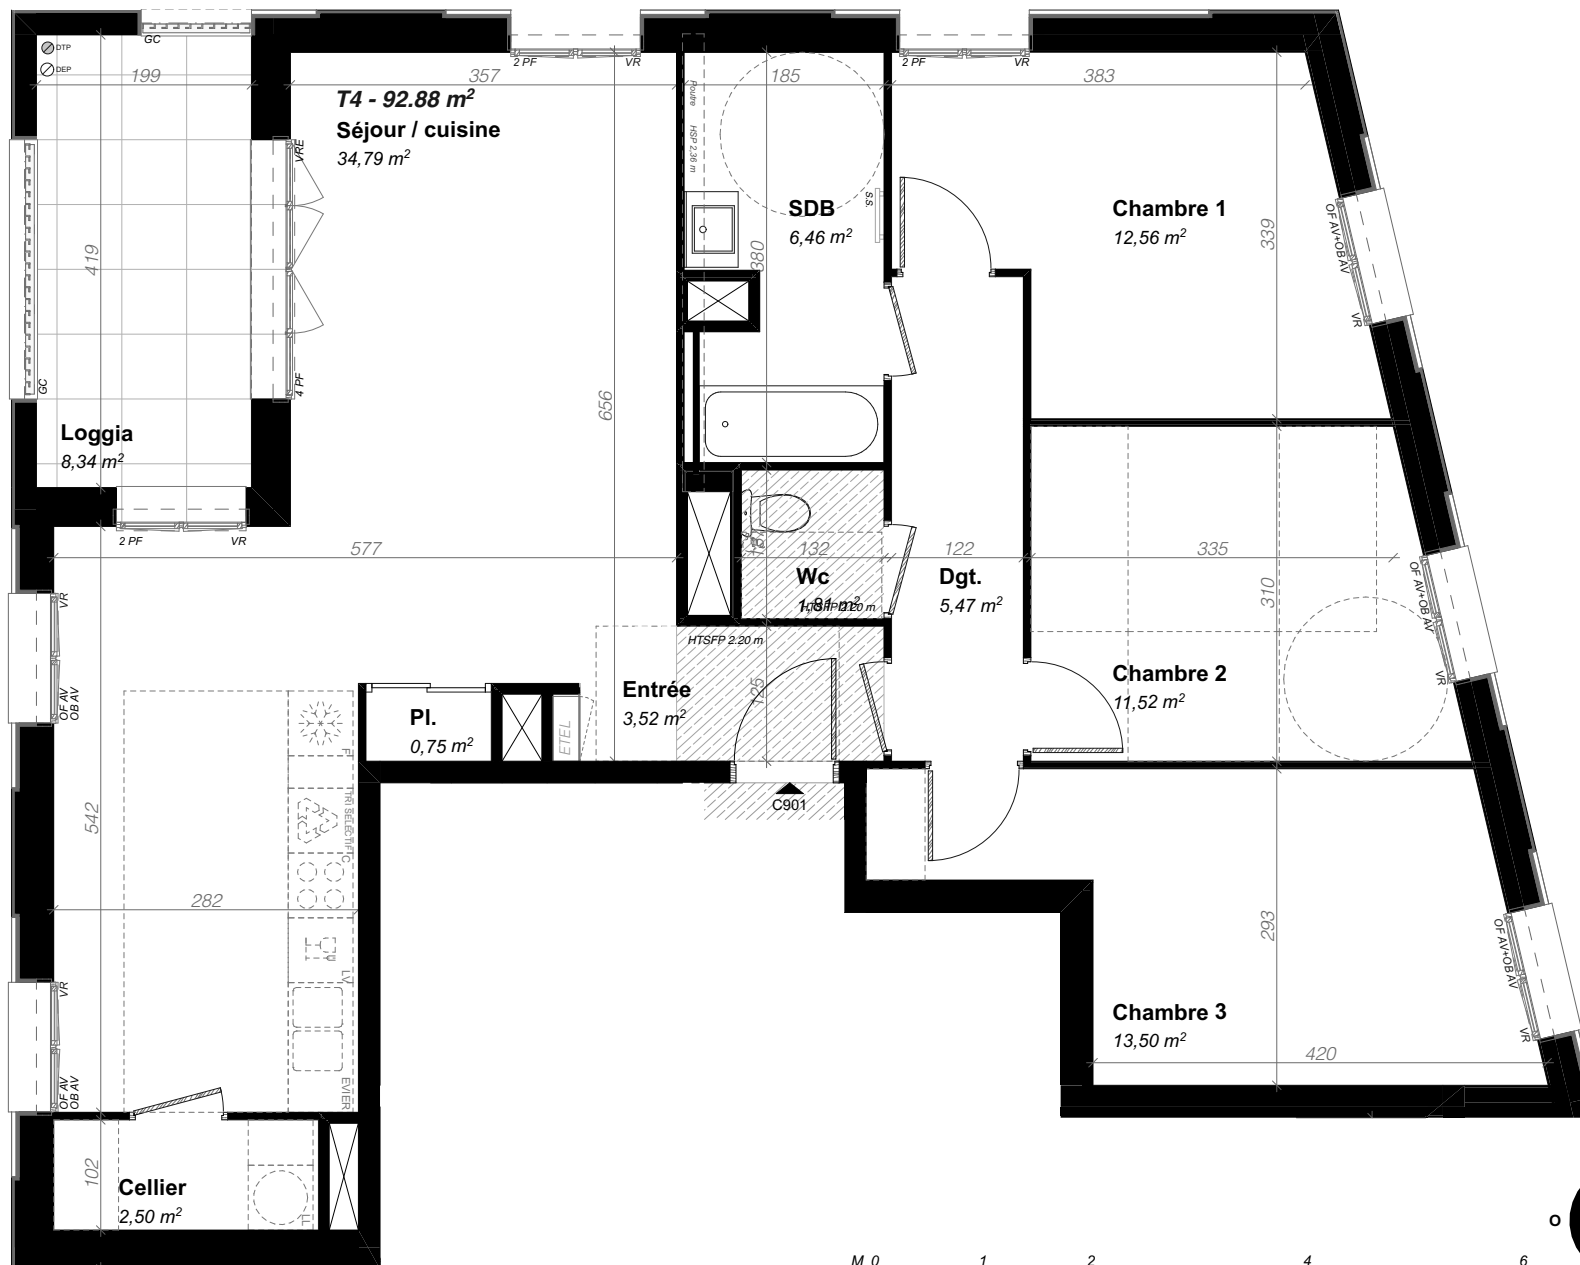 GC
2 PF
VR
2 PF
VR
DTP
DEP
199
357
185
383
T4 - 92.88 m²
Séjour / cuisine
34,79 m²
Poutre HSP 2,36 m
VRE
4 PF
GC
419
656
SDB
6,46 m²
S.S.
380
Chambre 1
12,56 m²
339
OF AV+OB AV
VR
Loggia
8,34 m²
2 PF
VR
577
132
122
335
Wc
1,81 m²
HTSFP 2.20 m
Dgt.
5,47 m²
310
OF AV+OB AV
VR
VR
OF AV
OB AV
HTSFP 2.20 m
Entrée
3,52 m²
125
Chambre 2
11,52 m²
Pl.
0,75 m²
ETEL
F
TRI SELECTIF
C
C901
542
282
LV
EVIER
293
OF AV+OB AV
VR
VR
OF AV
OB AV
Chambre 3
13,50 m²
420
102
Cellier
2,50 m²
LL
O
M 0 1 2 4 6